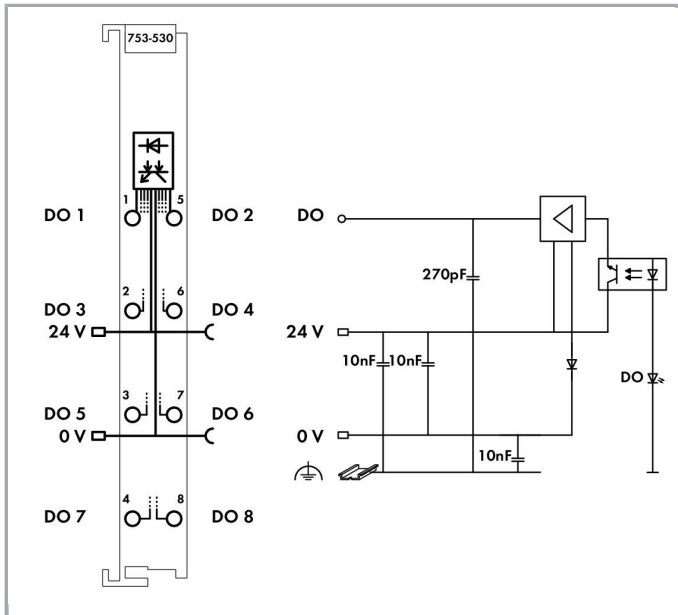 753-530
1 5
DO 1 DO 2 DO
2 6 270pF
DO 3 DO 4
24 V 24 V
10nF 10nF DO
3 7
DO 5 DO 6
0 V 0 V
10nF
4 8
DO 7 DO 8